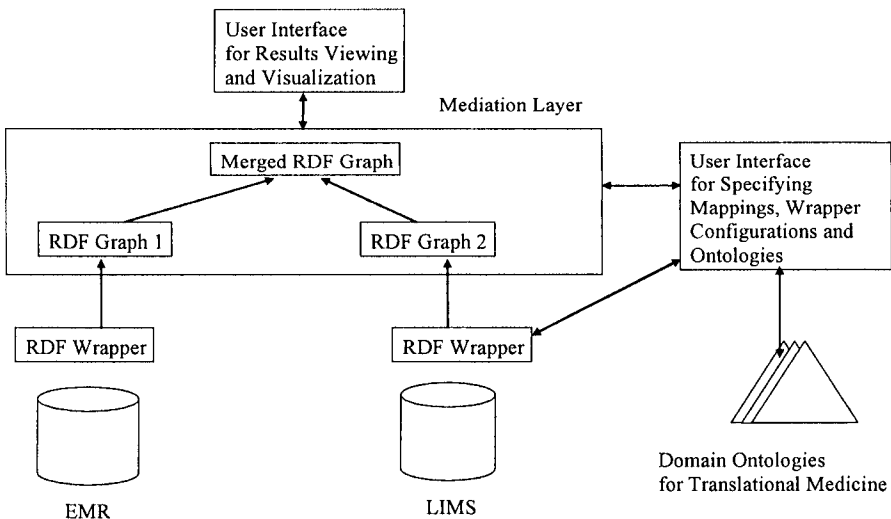 User Interface
for Results Viewing
and Visualization
Mediation Layer
Merged RDF Graph
User Interface
for Specifying
Mappings, Wrapper
Configurations and
Ontologies
RDF Graph 1
RDF Graph 2
RDF Wrapper
RDF Wrapper
Domain Ontologies
for Translational Medicine
EMR
LIMS